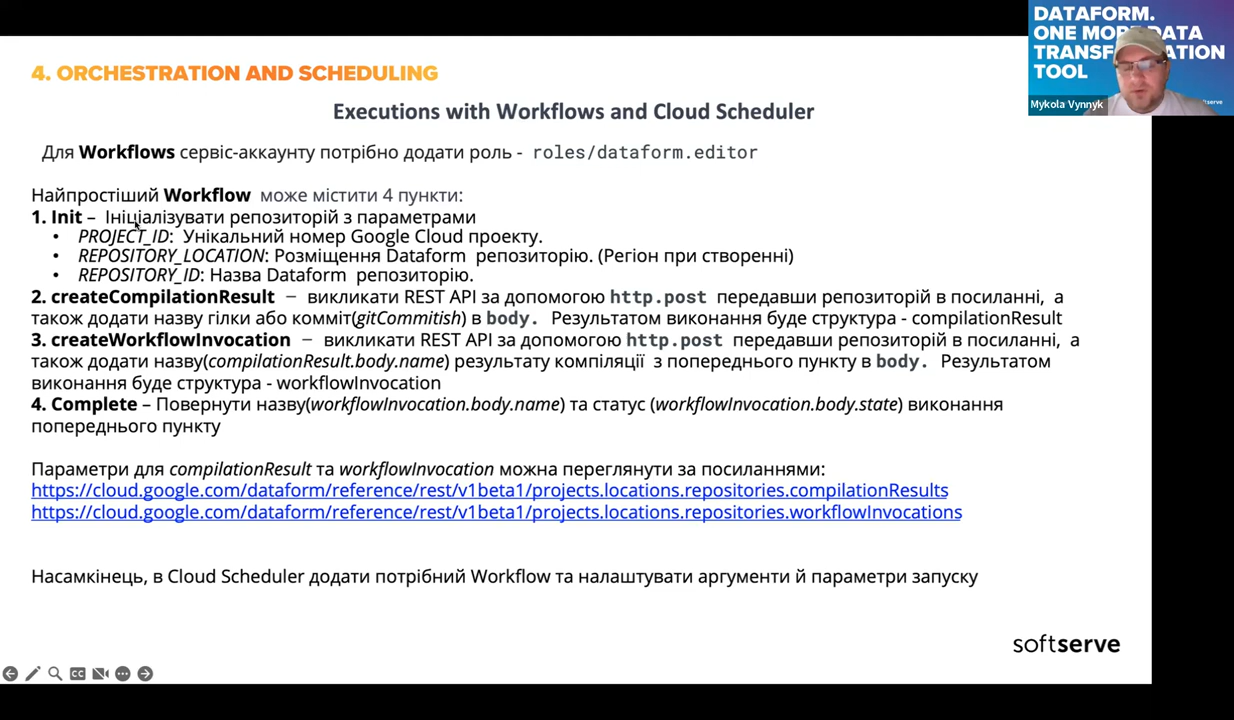 DATAFORM.
ONE MORE DATA
TRANSFORMATION
TOOL
Mykola Vynnyk
4. ORCHESTRATION AND SCHEDULING
Executions with Workflows and Cloud Scheduler
Для Workflows сервіс-аккаунту потрібно додати роль - roles/dataform.editor
Найпростіший Workflow може містити 4 пункти:
1. Init – Ініціалізувати репозиторій з параметрами
• PROJECT_ID: Унікальний номер Google Cloud проекту.
• REPOSITORY_LOCATION: Розміщення Dataform репозиторію. (Регіон при створенні)
• REPOSITORY_ID: Назва Dataform репозиторію.
2. createCompilationResult – викликати REST API за допомогою http.post передавши репозиторій в посиланні, а
також додати назву гілки або комміт(gitCommitish) в body. Результатом виконання буде структура - compilationResult
3. createWorkflowInvocation – викликати REST API за допомогою http.post передавши репозиторій в посиланні, а
також додати назву(compilationResult.body.name) результату компіляції з попереднього пункту в body. Результатом
виконання буде структура - workflowInvocation
4. Complete – Повернути назву(workflowInvocation.body.name) та статус (workflowInvocation.body.state) виконання
попереднього пункту
Параметри для compilationResult та workflowInvocation можна переглянути за посиланнями:
https://cloud.google.com/dataform/reference/rest/v1beta1/projects.locations.repositories.compilationResults
https://cloud.google.com/dataform/reference/rest/v1beta1/projects.locations.repositories.workflowInvocations
Насамкінець, в Cloud Scheduler додати потрібний Workflow та налаштувати аргументи й параметри запуску
softserve
CC